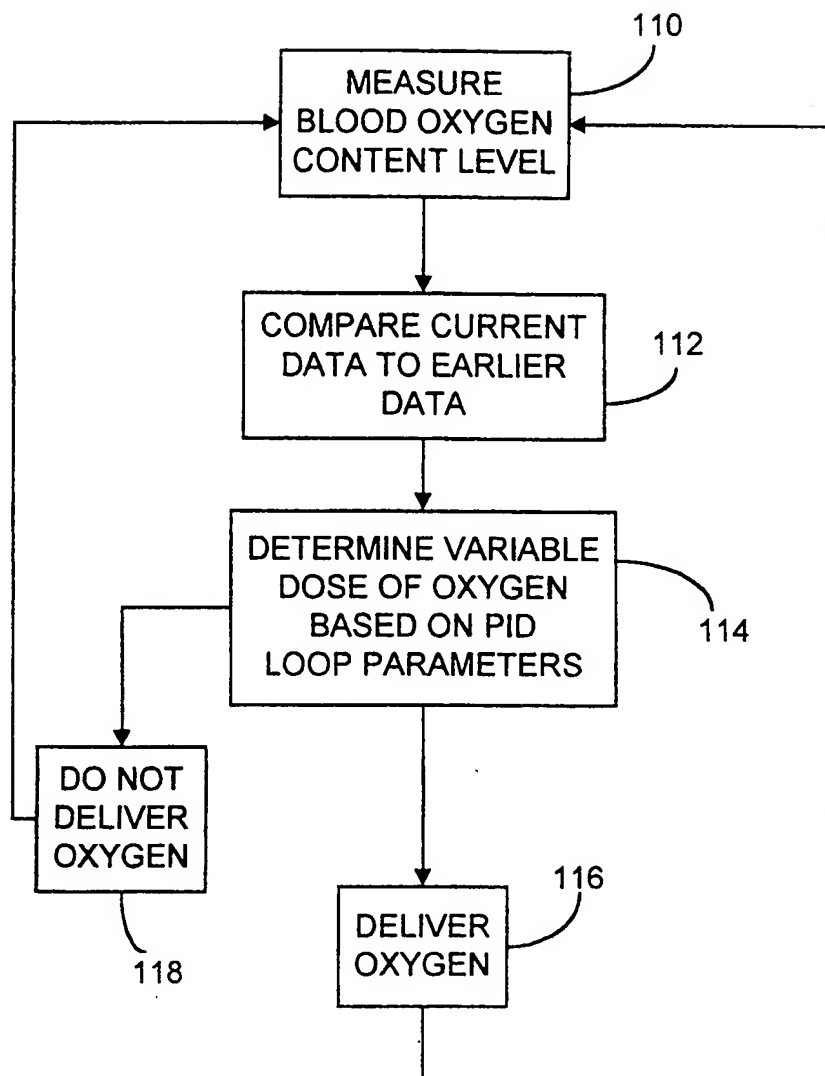 110
MEASURE
BLOOD OXYGEN
CONTENT LEVEL
COMPARE CURRENT
DATA TO EARLIER
DATA
112
DETERMINE VARIABLE
DOSE OF OXYGEN
BASED ON PID
LOOP PARAMETERS
114
DO NOT
DELIVER
OXYGEN
118
DELIVER
OXYGEN
116